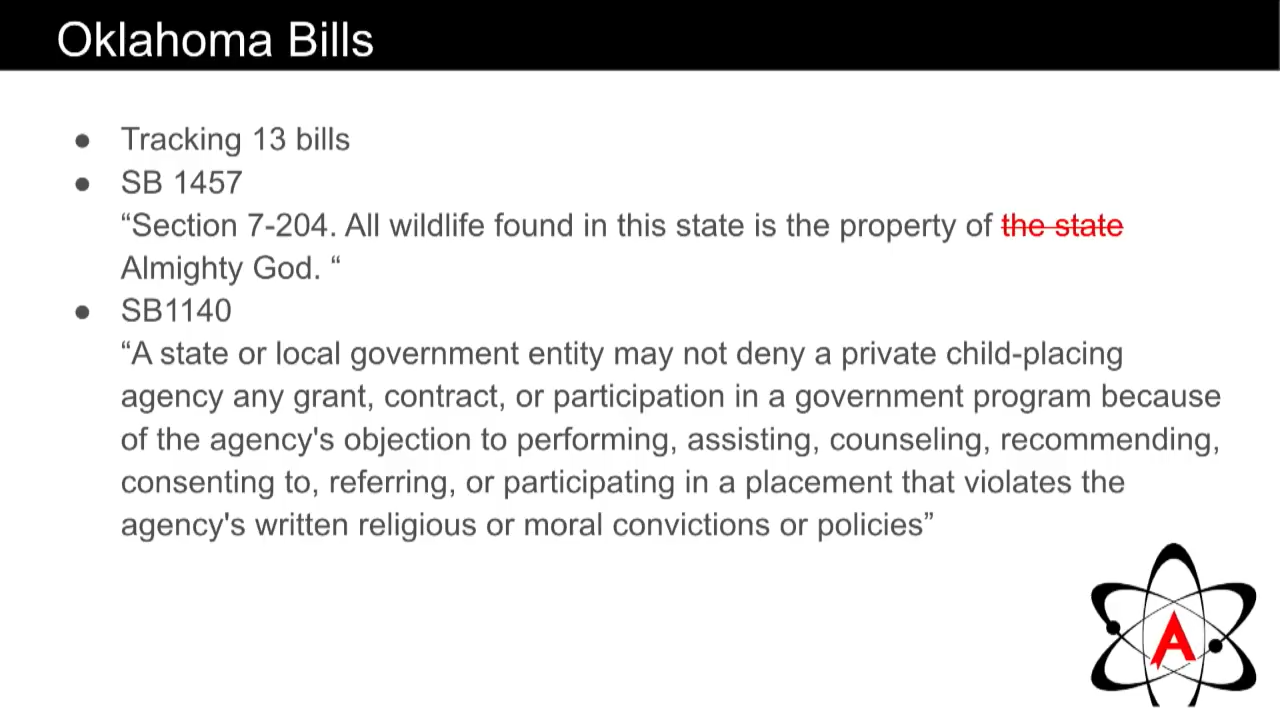 Oklahoma Bills
● Tracking 13 bills
● SB 1457
“Section 7-204. All wildlife found in this state is the property of the state
Almighty God. “
● SB1140
“A state or local government entity may not deny a private child-placing
agency any grant, contract, or participation in a government program because
of the agency's objection to performing, assisting, counseling, recommending,
consenting to, referring, or participating in a placement that violates the
agency's written religious or moral convictions or policies”
A